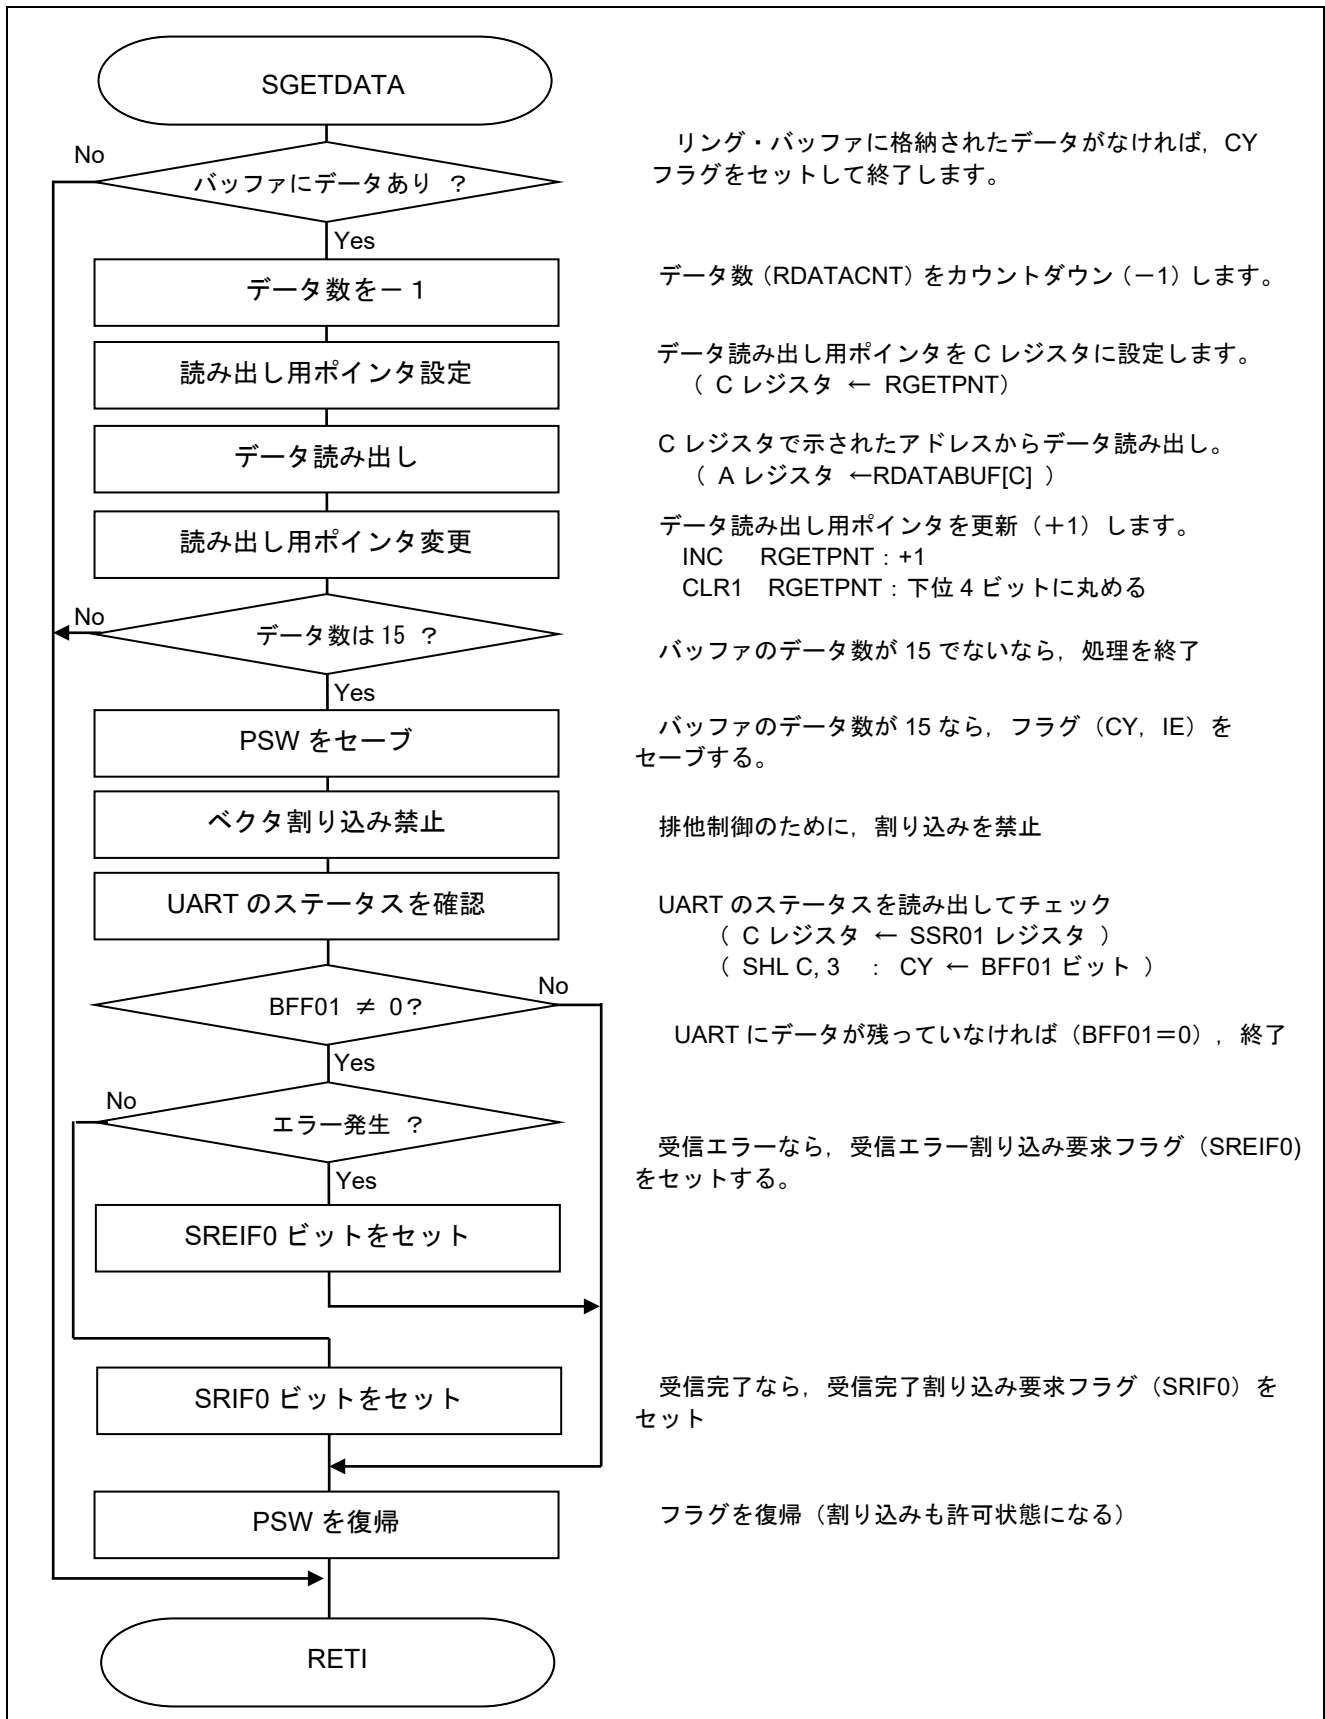 SGETDATA
リング・バッファに格納されたデータがなければ，CY
フラグをセットして終了します。
No
バッファにデータあり ？
Yes
データ数を－１
データ数（RDATACNT）をカウントダウン（－1）します。
読み出し用ポインタ設定
データ読み出し用ポインタを C レジスタに設定します。
（ C レジスタ ← RGETPNT）
データ読み出し
C レジスタで示されたアドレスからデータ読み出し。
（ A レジスタ ←RDATABUF[C] ）
読み出し用ポインタ変更
データ読み出し用ポインタを更新（＋1）します。
INC RGETPNT：+1
CLR1 RGETPNT：下位 4 ビットに丸める
No
データ数は 15 ？
バッファのデータ数が 15 でないなら，処理を終了
Yes
PSW をセーブ
バッファのデータ数が 15 なら，フラグ（CY，IE）を
セーブする。
ベクタ割り込み禁止
排他制御のために，割り込みを禁止
UART のステータスを確認
UART のステータスを読み出してチェック
（ C レジスタ ← SSR01 レジスタ ）
（ SHL C, 3 ： CY ← BFF01 ビット ）
BFF01 ≠ 0？
No
UART にデータが残っていなければ（BFF01＝0），終了
Yes
No
エラー発生 ？
受信エラーなら，受信エラー割り込み要求フラグ（SREIF0)
をセットする。
Yes
SREIF0 ビットをセット
SRIF0 ビットをセット
受信完了なら，受信完了割り込み要求フラグ（SRIF0）を
セット
PSW を復帰
フラグを復帰（割り込みも許可状態になる）
RETI